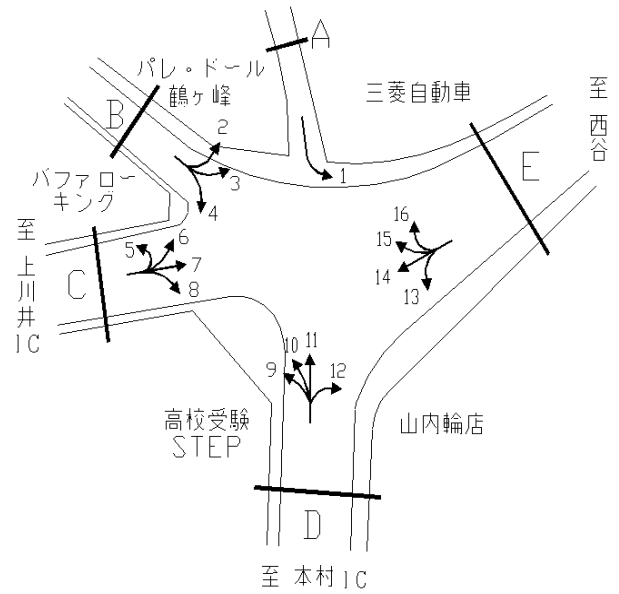 A
パレ・ドール
鶴ヶ峰
三菱自動車
至
西谷
B
2
1
3
E
バファロー
キング
4
16
至
上川井
IC
5
6
15
C
7
14
8
13
11
10
12
9
高校受験
STEP
山内輪店
D
至 本村IC